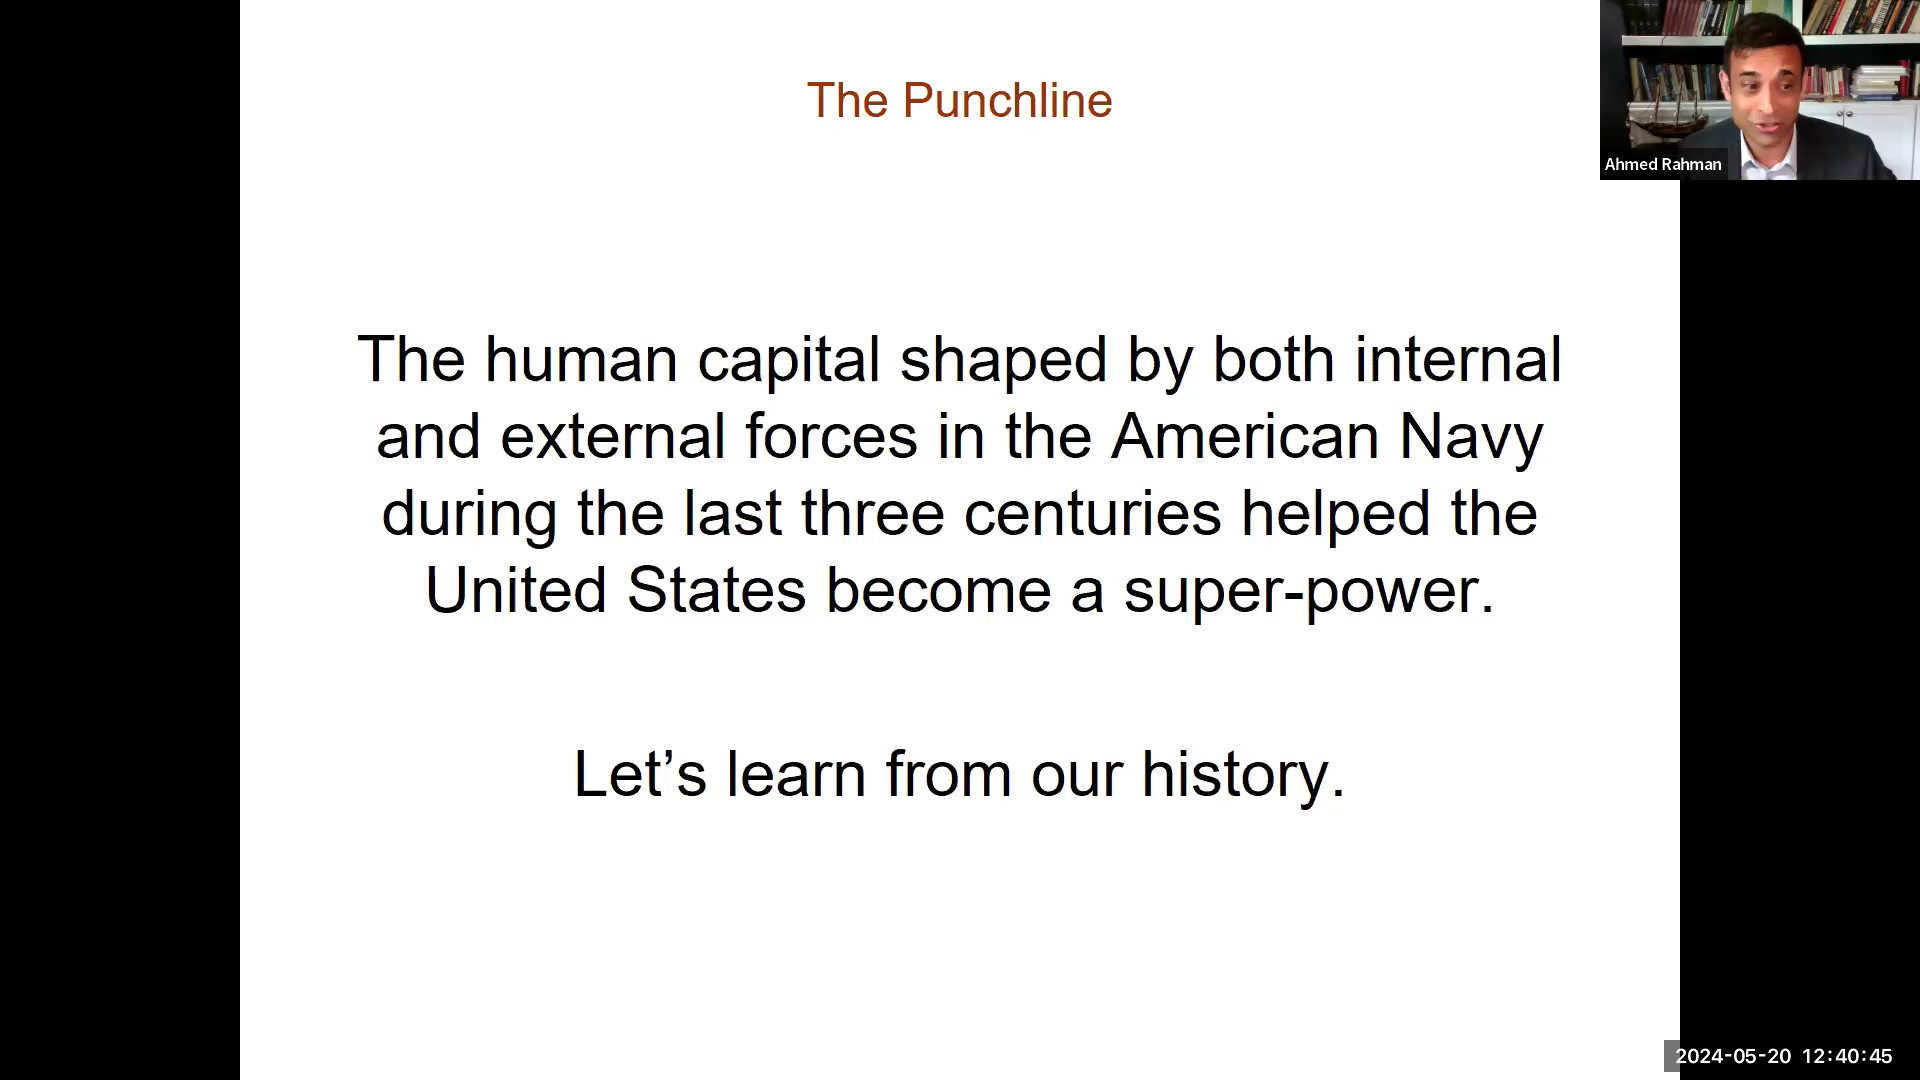 The Punchline
Ahmed Rahman
The human capital shaped by both internal
and external forces in the American Navy
during the last three centuries helped the
United States become a super-power.
Let’s learn from our history.
2024-05-20 12:40:45